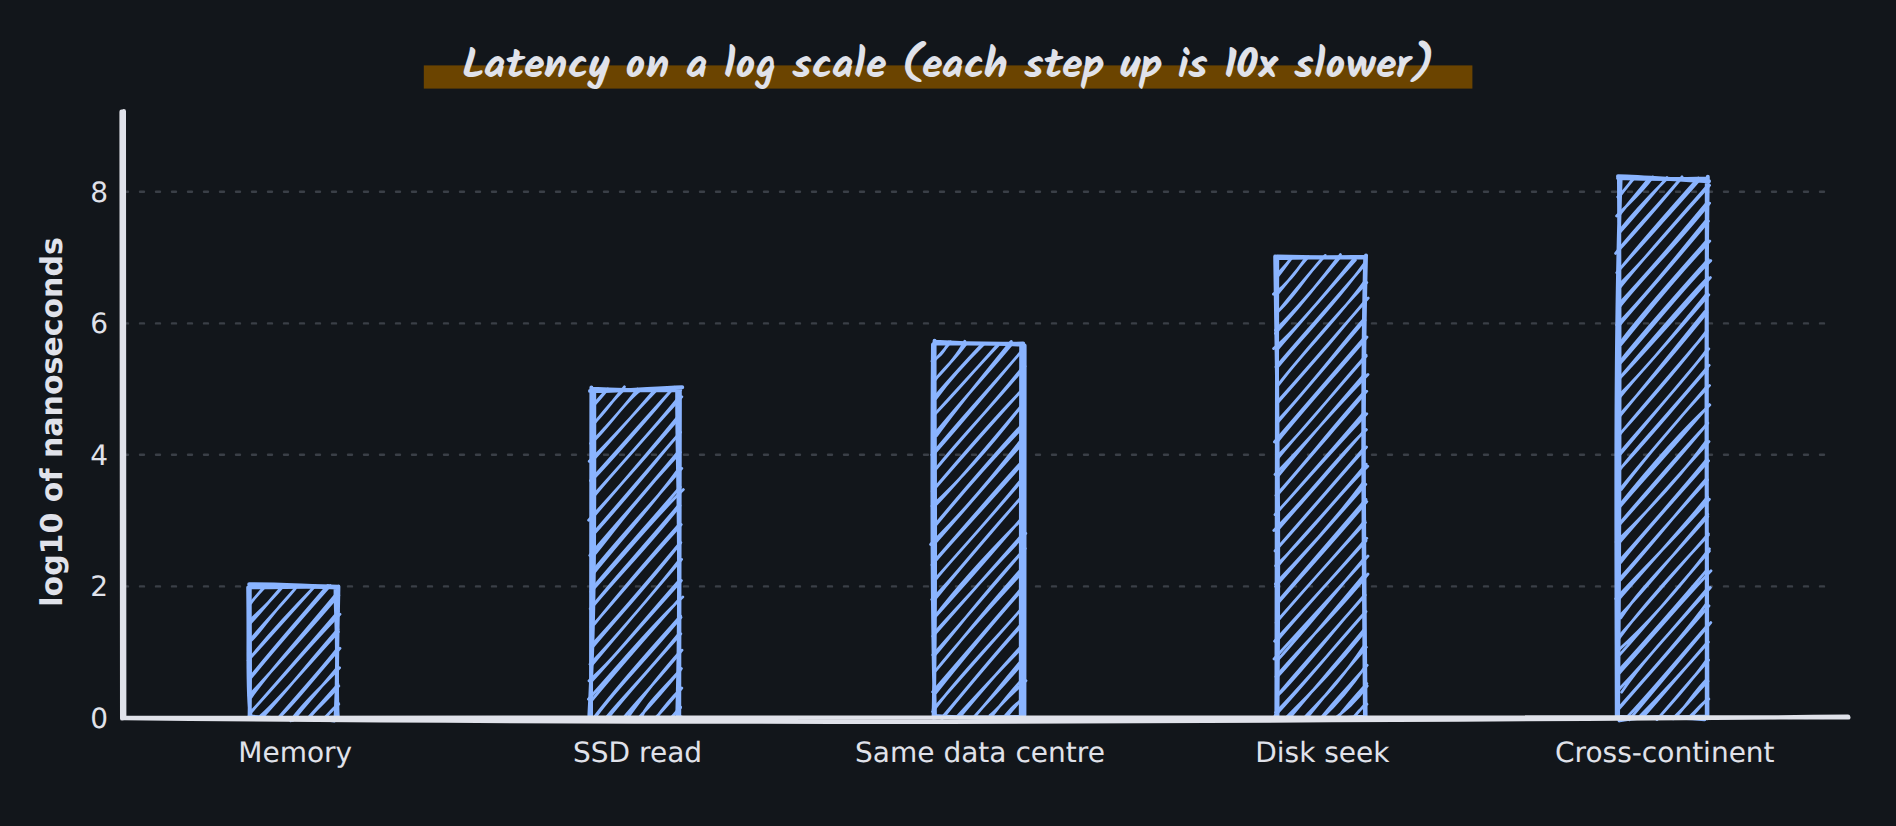 Latency on a log scale (each step up is 10x slower)
log10 of nanoseconds
8
6
4
2
0
Memory
SSD read
Same data centre
Disk seek
Cross-continent